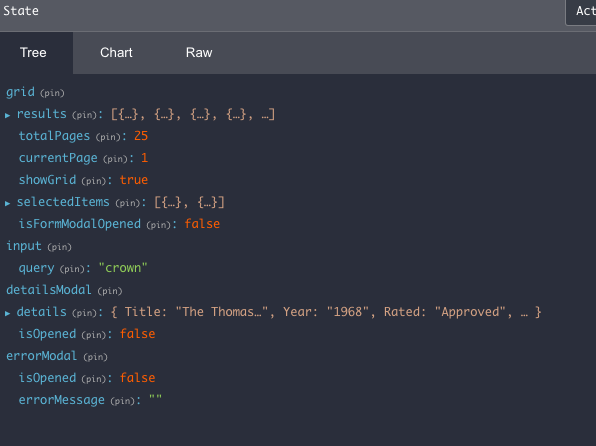 State
Act
Tree Chart Raw
grid (pin)
▶ results (pin): [{…}, {…}, {…}, {…}, …]
totalPages (pin): 25
currentPage (pin): 1
showGrid (pin): true
▶ selectedItems (pin): [{…}, {…}]
isFormModalOpened (pin): false
input (pin)
query (pin): "crown"
detailsModal (pin)
▶ details (pin): { Title: "The Thomas…", Year: "1968", Rated: "Approved", … }
isOpened (pin): false
errorModal (pin)
isOpened (pin): false
errorMessage (pin): ""